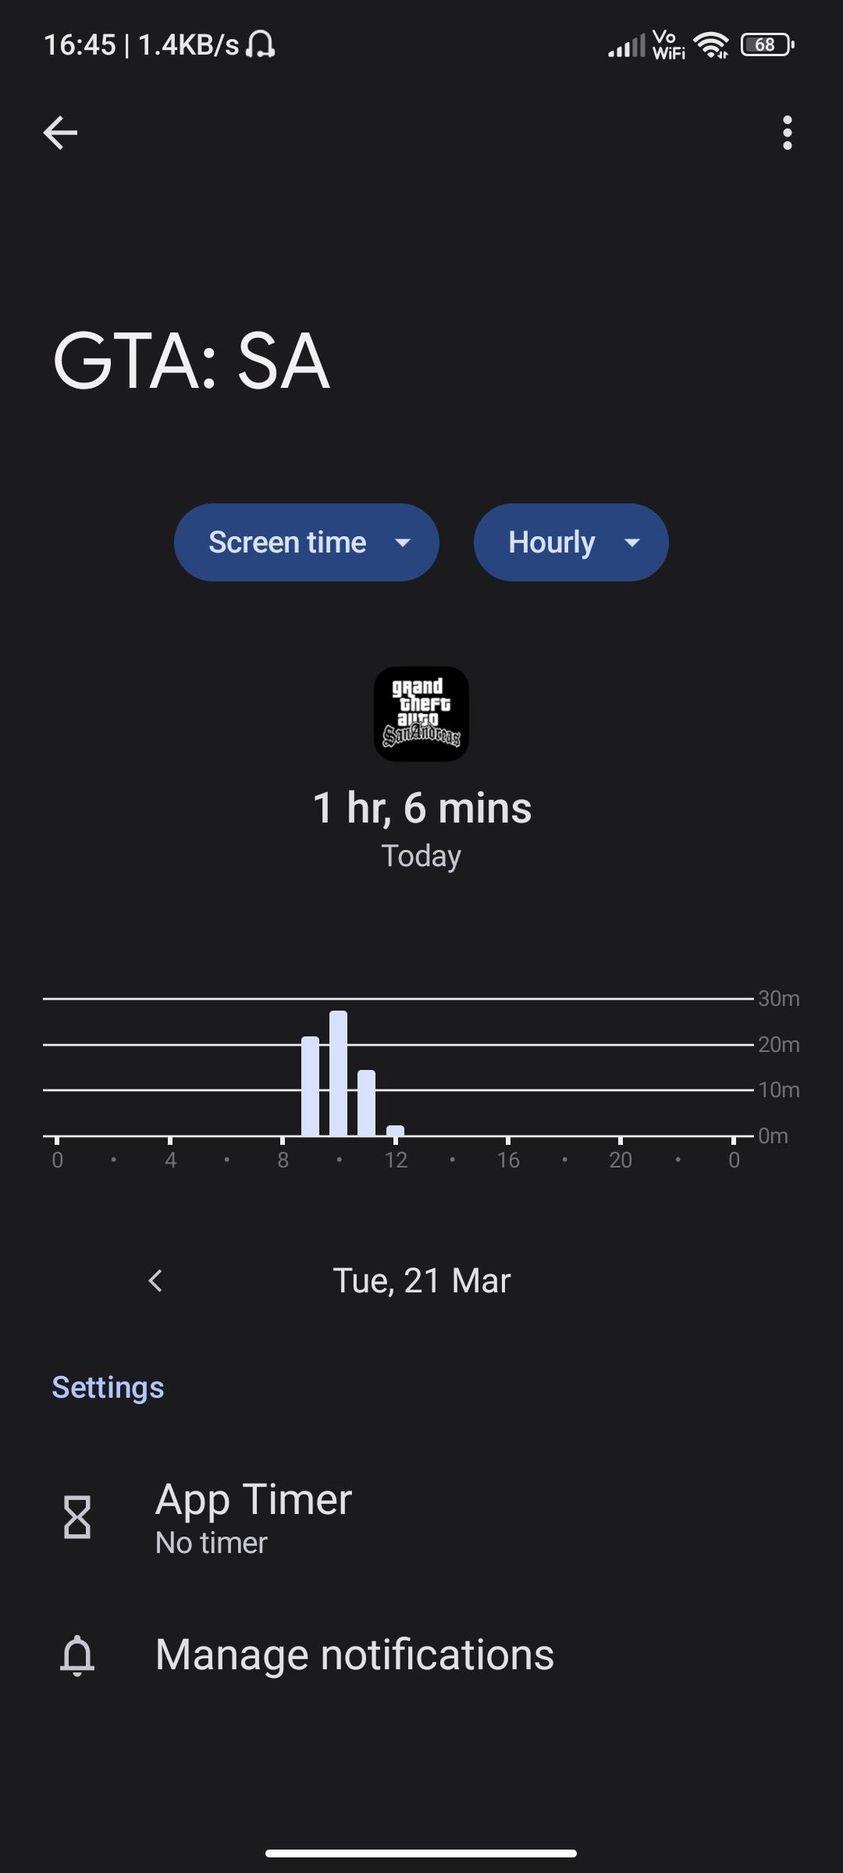 16:45 | 1.4KB/s
Vo
WiFi
68
GTA: SA
Screen time
Hourly
grand
theft
auto
San Andreas
1 hr, 6 mins
Today
30m
20m
10m
0m
0 • 4 • 8 • 12 • 16 • 20 • 0
Tue, 21 Mar
Settings
App Timer
No timer
Manage notifications